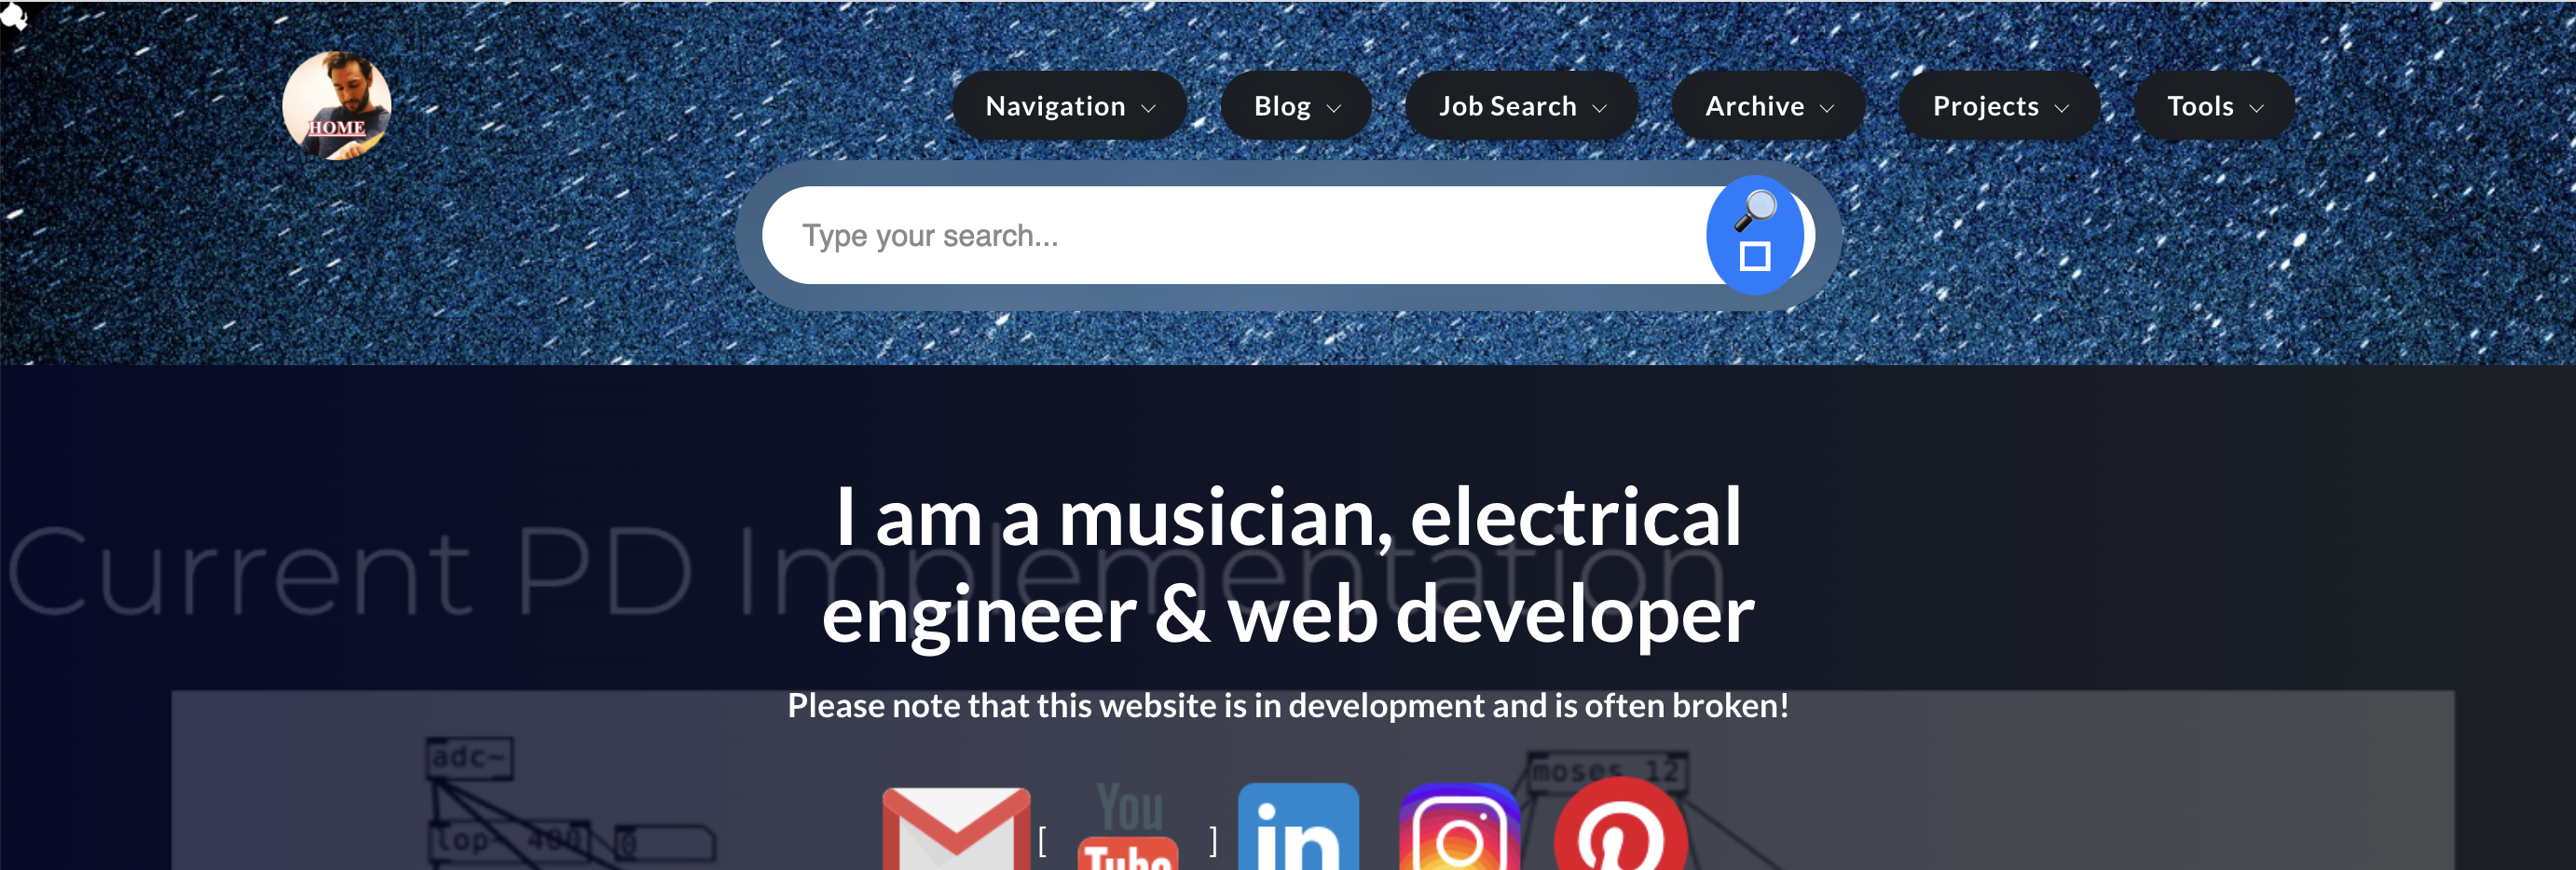 HOME
Navigation Blog Job Search Archive Projects Tools
Type your search...
I am a musician, electrical
engineer & web developer
Current PD Implementation
Please note that this website is in development and is often broken!
adc~
moses 12
lop~ 400 0
[ You ] in
Tube